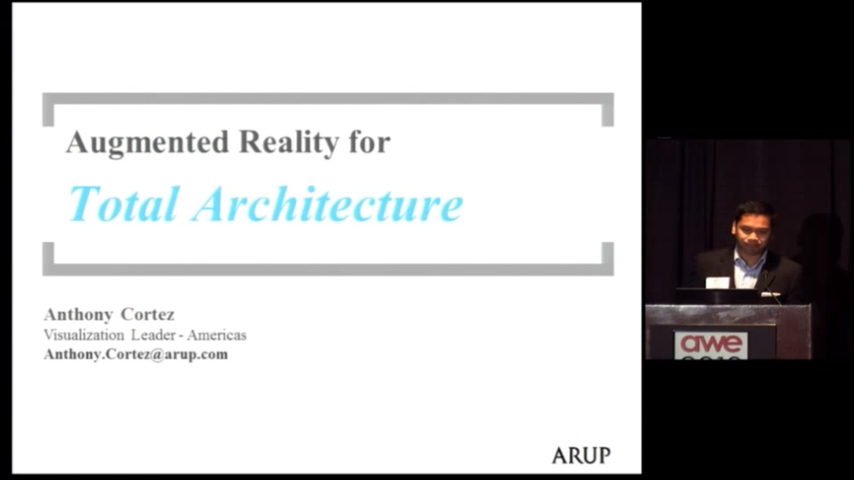 Augmented Reality for
Total Architecture
Anthony Cortez
Visualization Leader - Americas
Anthony.Cortez@arup.com
ARUP
awe